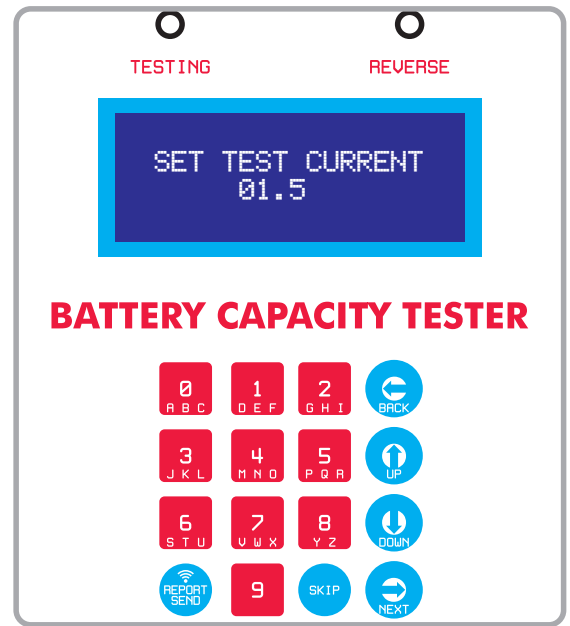 TESTING REVERSE
SET TEST CURRENT
01.5
BATTERY CAPACITY TESTER
0 1 2
A B C D E F G H I BACK
3 4 5
J K L M N O P Q R UP
6 7 8
S T U V W X Y Z DOWN
REPORT SEND 9 SKIP NEXT